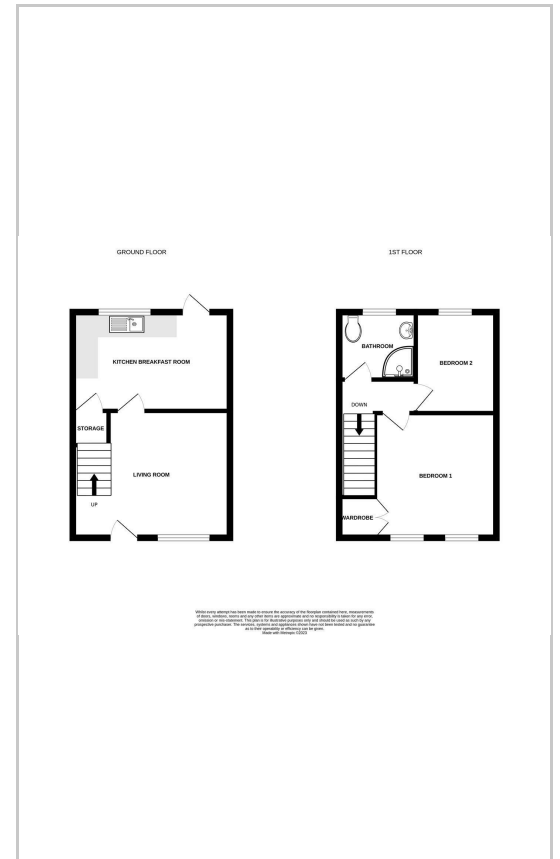 GROUND FLOOR
1ST FLOOR
KITCHEN BREAKFAST ROOM
STORAGE
LIVING ROOM
UP
BATHROOM
BEDROOM 2
DOWN
BEDROOM 1
WARDROBE
Whilst every attempt has been made to ensure the accuracy of the floorplan contained here, measurements
of doors, windows, rooms and any other items are approximate and no responsibility is taken for any error,
omission or mis-statement. This plan is for illustrative purposes only and should be used as such by any
prospective purchaser. The services, systems and appliances shown have not been tested and no guarantee
as to their operability or efficiency can be given.
Made with Metropix ©2023